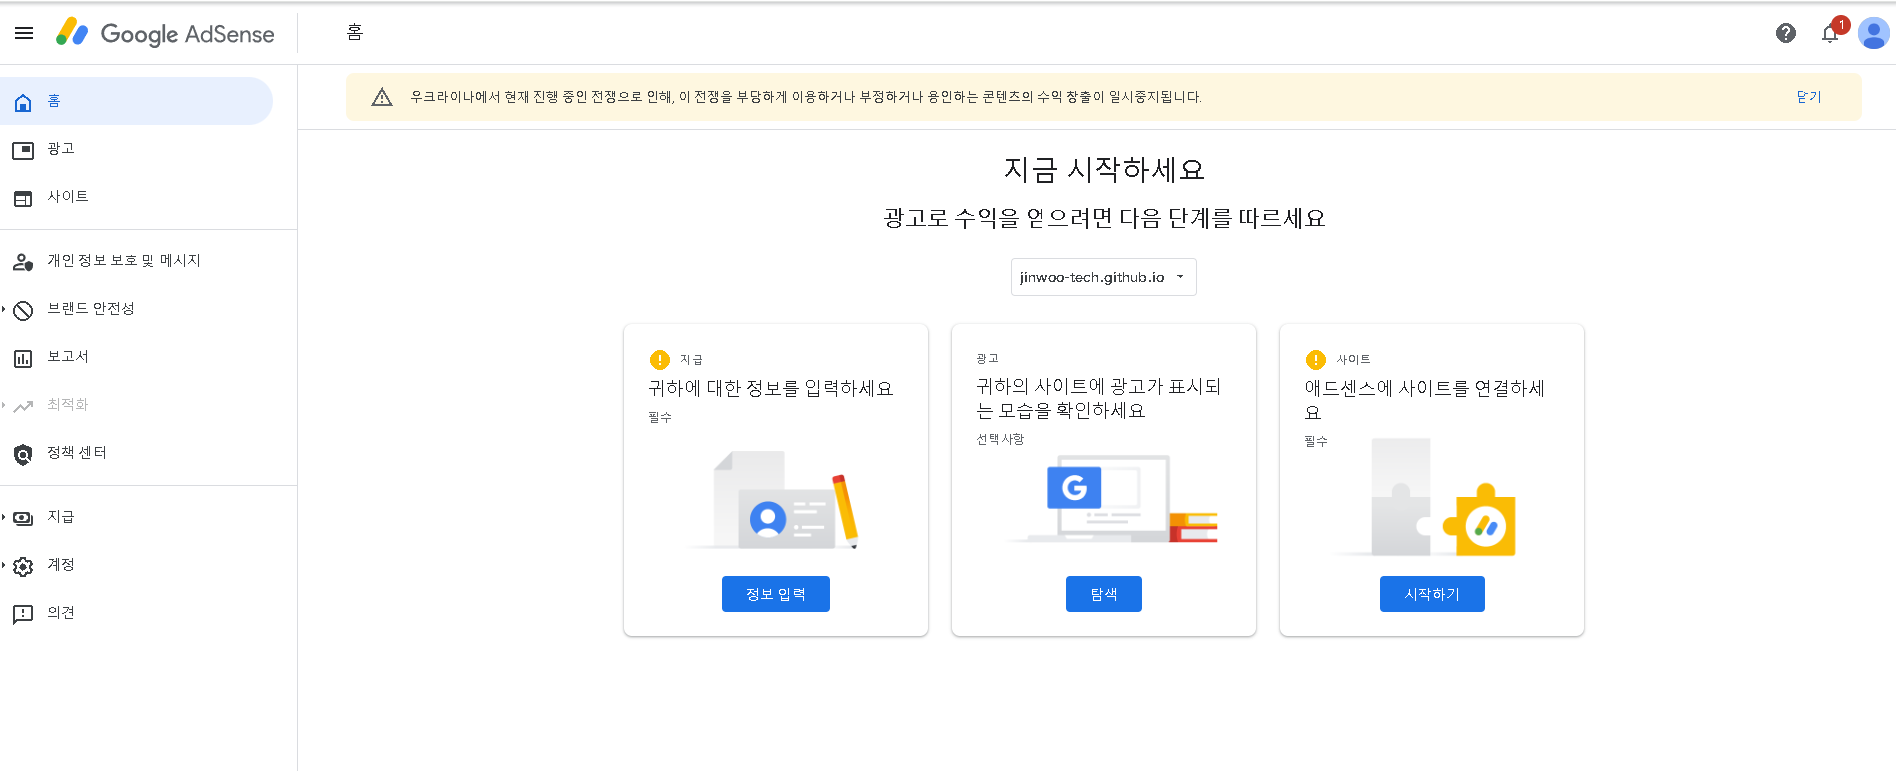 Google AdSense
홈
1
홈
광고
사이트
개인 정보 보호 및 메시지
브랜드 안전성
보고서
최적화
정책 센터
지급
계정
의견
우크라이나에서 현재 진행 중인 전쟁으로 인해, 이 전쟁을 부당하게 이용하거나 부정하거나 용인하는 콘텐츠의 수익 창출이 일시중지됩니다.
닫기
지금 시작하세요
광고로 수익을 얻으려면 다음 단계를 따르세요
jinwoo-tech.github.io
지급
귀하에 대한 정보를 입력하세요
필수
정보 입력
광고
귀하의 사이트에 광고가 표시되
는 모습을 확인하세요
선택사항
G
탐색
사이트
애드센스에 사이트를 연결하세
요
필수
시작하기